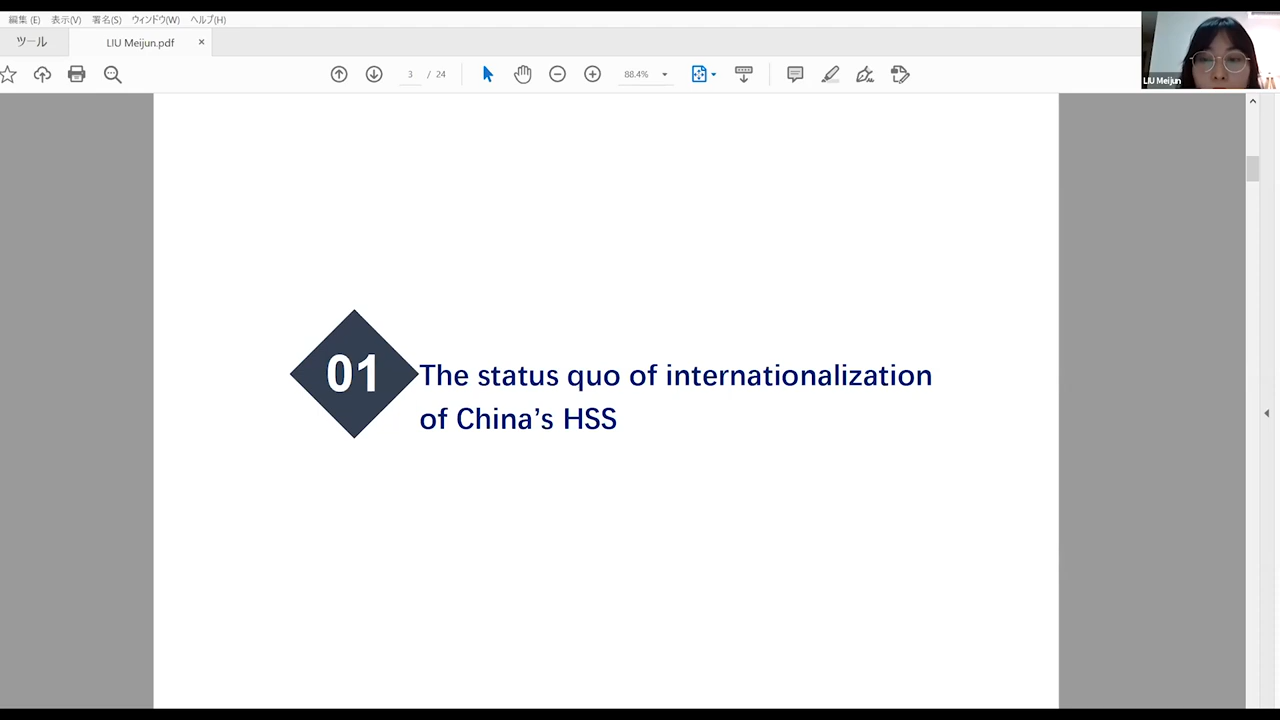 編集 (E) 表示(V) 署名(S) ウィンドウ(W) ヘルプ(H)
ツール LIU Meijun.pdf ×
3 / 24 88.4%
LIU Meijun
01
The status quo of internationalization
of China's HSS